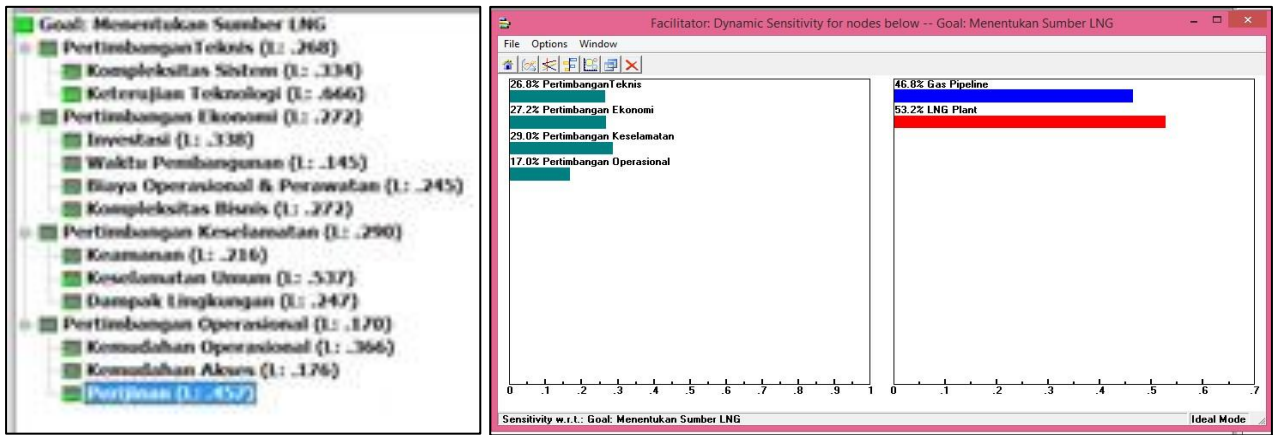 Goal: Menentukan Sumber LNG
PertimbanganTeknis (L: .268)
Kompleksitas Sistem (L: .334)
Keterujian Teknologi (L: .666)
Pertimbangan Ekonomi (L: .272)
Investasi (L: .338)
Waktu Pembangunan (L: .145)
Biaya Operasional & Perawatan (L: .245)
Kompleksitas Bisnis (L: .272)
Pertimbangan Keselamatan (L: .290)
Keamanan (L: .216)
Keselamatan Umum (L: .537)
Dampak Lingkungan (L: .247)
Pertimbangan Operasional (L: .170)
Kemudahan Operasional (L: .366)
Kemudahan Akses (L: .176)
Perijinan (L: .457)
Facilitator: Dynamic Sensitivity for nodes below -- Goal: Menentukan Sumber LNG
File Options Window
26.8% PertimbanganTeknis
27.2% Pertimbangan Ekonomi
29.0% Pertimbangan Keselamatan
17.0% Pertimbangan Operasional
0 .1 .2 .3 .4 .5 .6 .7 .8 .9 1
46.8% Gas Pipeline
53.2% LNG Plant
0 .1 .2 .3 .4 .5 .6 .7
Sensitivity w.r.t.: Goal: Menentukan Sumber LNG
Ideal Mode